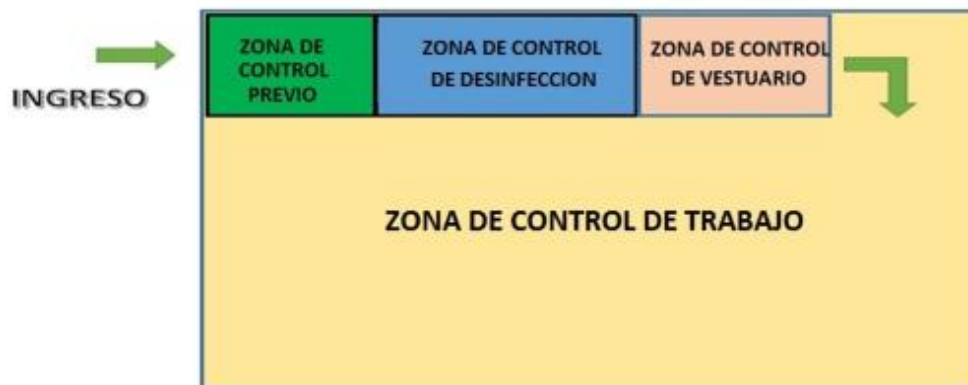 INGRESO
ZONA DE
CONTROL
PREVIO
ZONA DE CONTROL
DE DESINFECCION
ZONA DE CONTROL
DE VESTUARIO
ZONA DE CONTROL DE TRABAJO